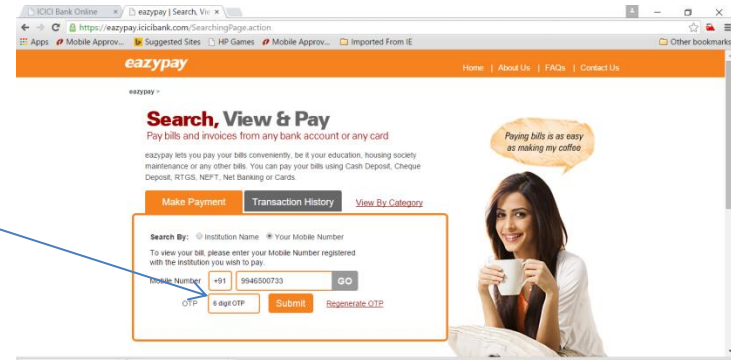 ICICI Bank Online
eazypay | Search, Vie
https://eazypay.icicibank.com/SearchingPage.action
Apps Mobile Approv... Suggested Sites HP Games Mobile Approv... Imported From IE Other bookmarks
eazypay
Home | About Us | FAQs | Contact Us
eazypay
Search, View & Pay
Pay bills and invoices from any bank account or any card
eazypay lets you pay your bills conveniently, be it your education, housing society
maintenance or any other bills. You can pay your bills using Cash Deposit, Cheque
Deposit, RTGS, NEFT, Net Banking or Cards.
Paying bills is as easy
as making my coffee
Make Payment Transaction History View By Category
Search By: Institution Name Your Mobile Number
To view your bill, please enter your Mobile Number registered
with the institution you wish to pay.
Mobile Number +91 9946500733 GO
OTP 6 digit OTP Submit Regenerate OTP